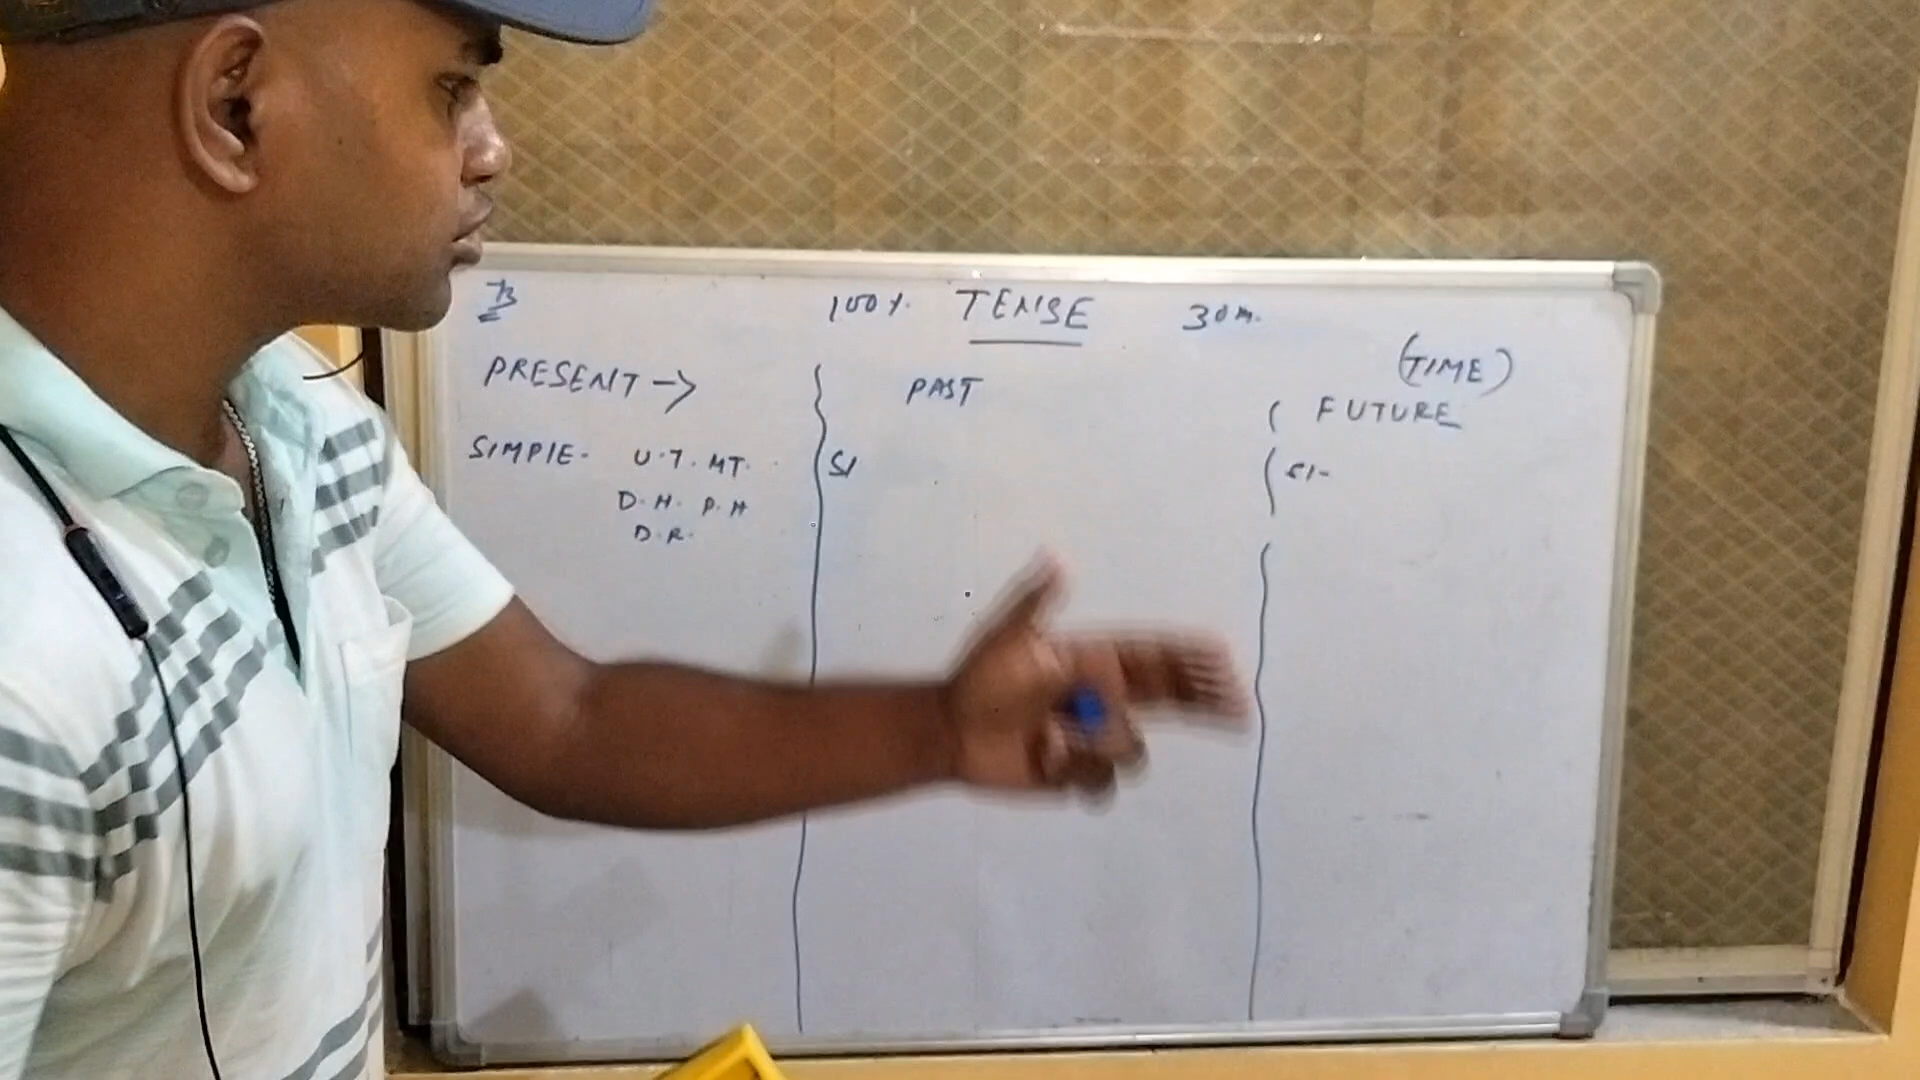 100%. TENSE 30m.
(TIME)
PRESENT → PAST FUTURE
SIMPLE. U.T. MT. SI SI-
D.H. P.H
D.R.